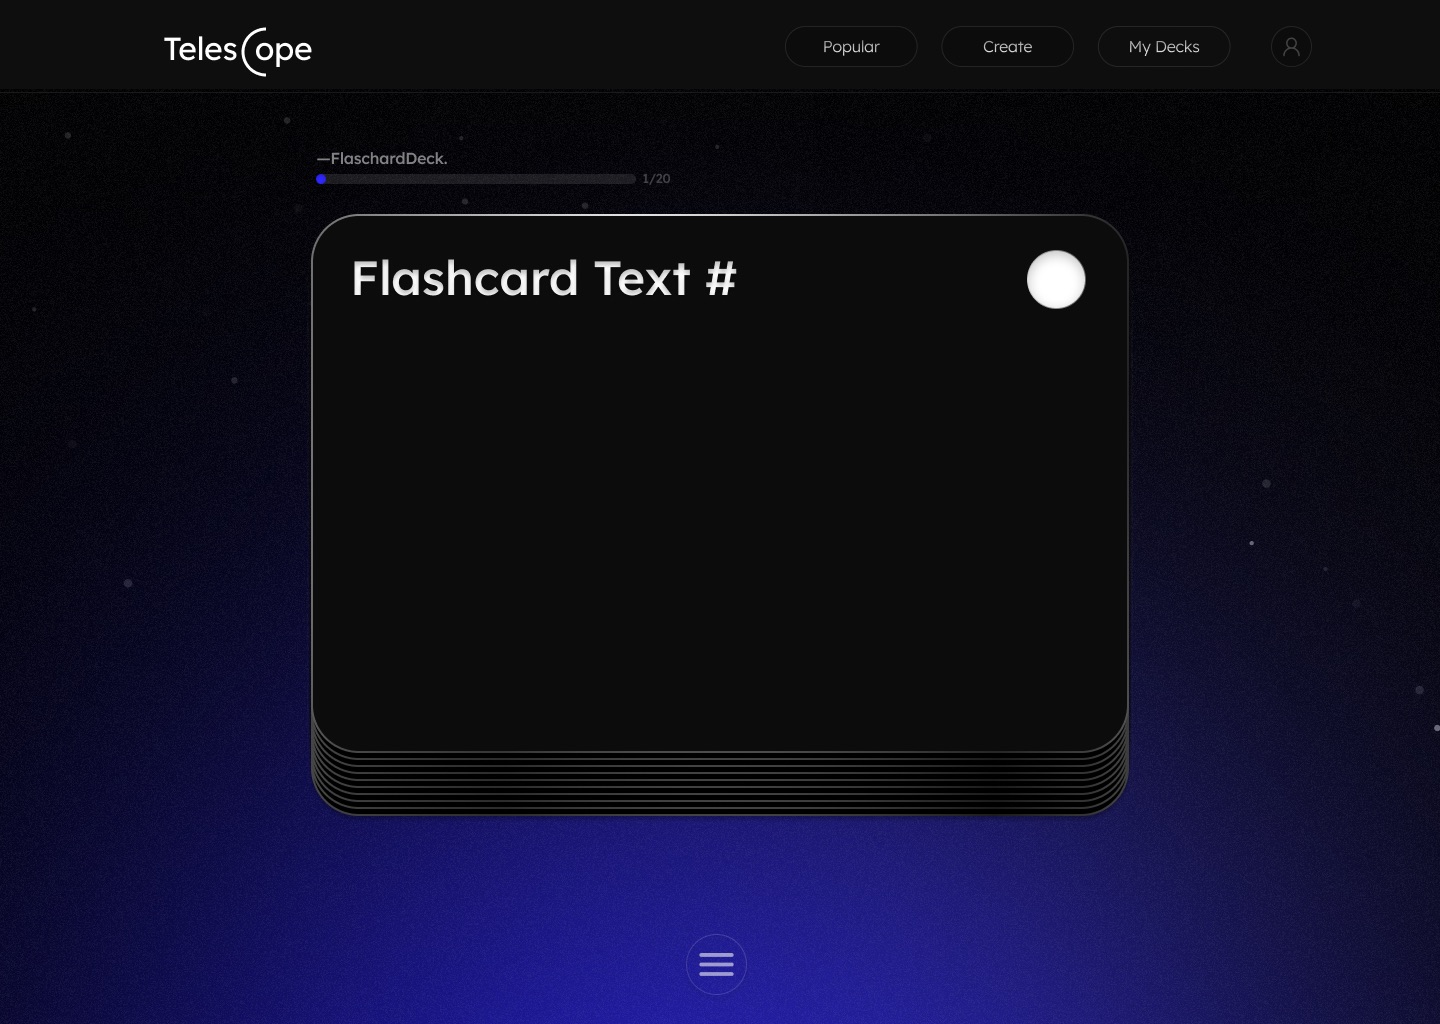 Telescope
Popular
Create
My Decks
—FlaschardDeck.
1/20
Flashcard Text #